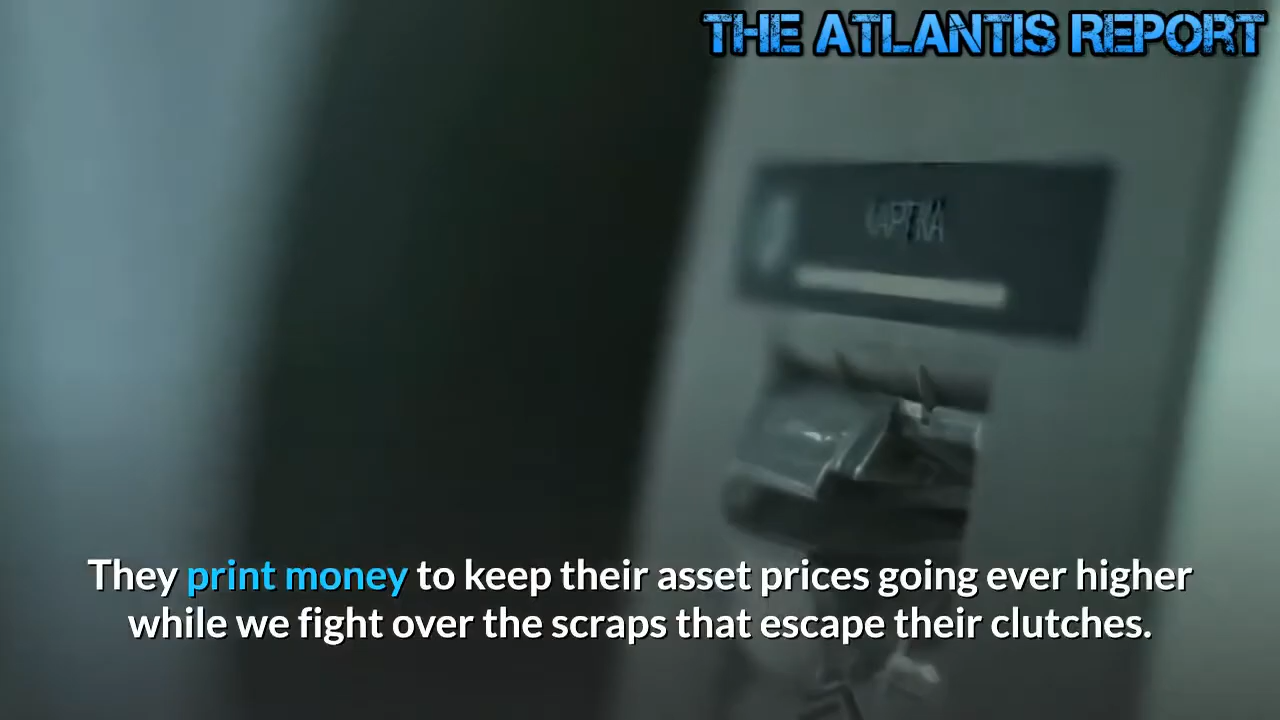 THE ATLANTIS REPORT
They print money to keep their asset prices going ever higher
while we fight over the scraps that escape their clutches.